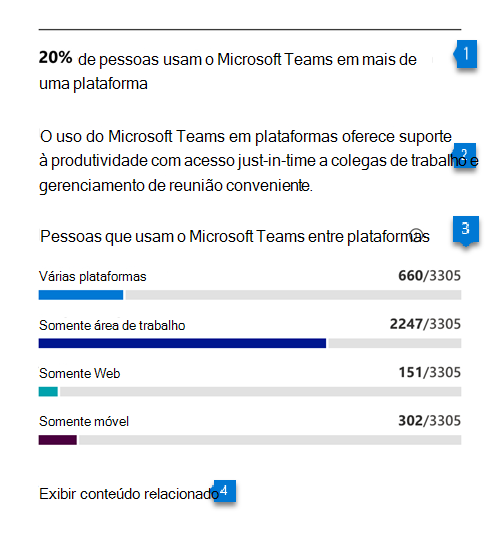 20% de pessoas usam o Microsoft Teams em mais de
1
uma plataforma
O uso do Microsoft Teams em plataformas oferece suporte
à produtividade com acesso just-in-time a colegas de trabalho e
2
gerenciamento de reunião conveniente.
Pessoas que usam o Microsoft Teams entre plataformas
3
Várias plataformas 660/3305
Somente área de trabalho 2247/3305
Somente Web 151/3305
Somente móvel 302/3305
Exibir conteúdo relacionado
4